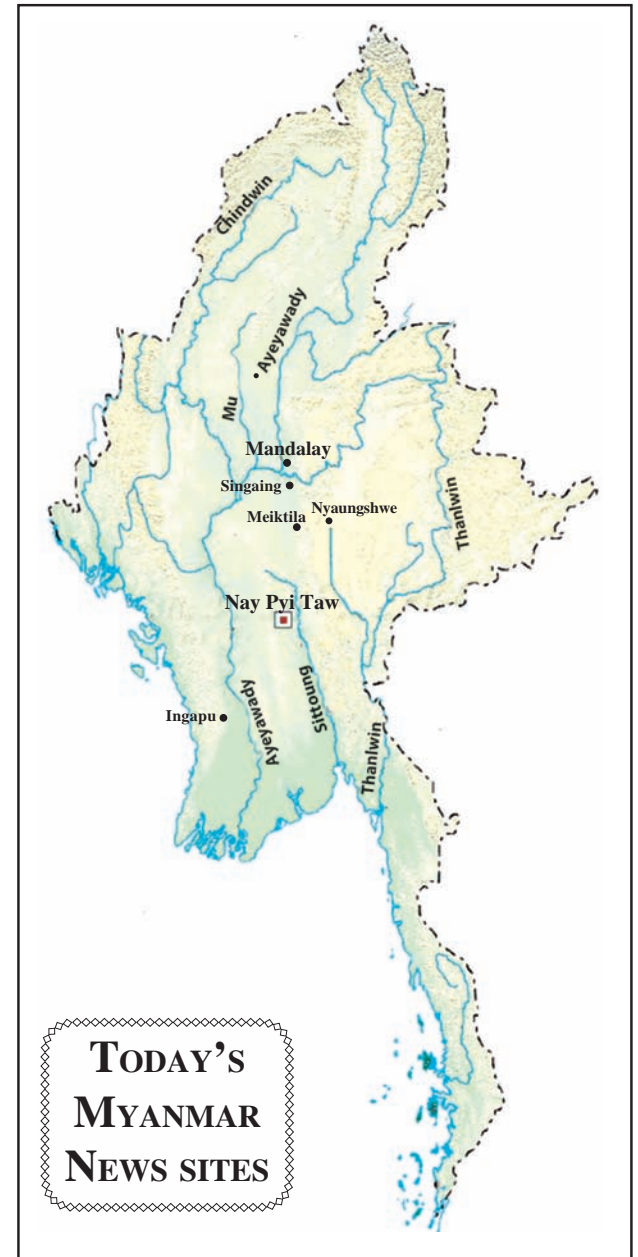 Chindwin
Ayeyawady
Mu
Mandalay
Singaing
Meiktila
Nyaungshwe
Thanlwin
Nay Pyi Taw
Ingapu
Ayeyawady
Sittoung
Thanlwin
TODAY'S
MYANMAR
NEWS SITES